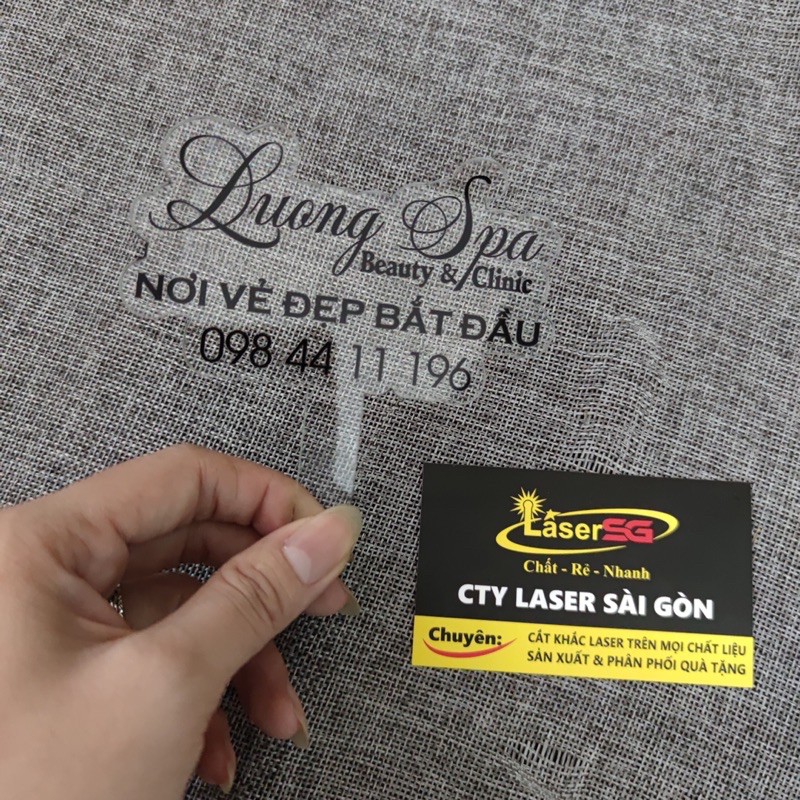 Luong Spa
Beauty & Clinic
NƠI VẺ ĐẸP BẮT ĐẦU
098 44 11 196
LaserSG
Chất - Rẻ - Nhanh
CTY LASER SÀI GÒN
Chuyên:
CẮT KHẮC LASER TRÊN MỌI CHẤT LIỆU
SẢN XUẤT & PHÂN PHỐI QUÀ TẶNG